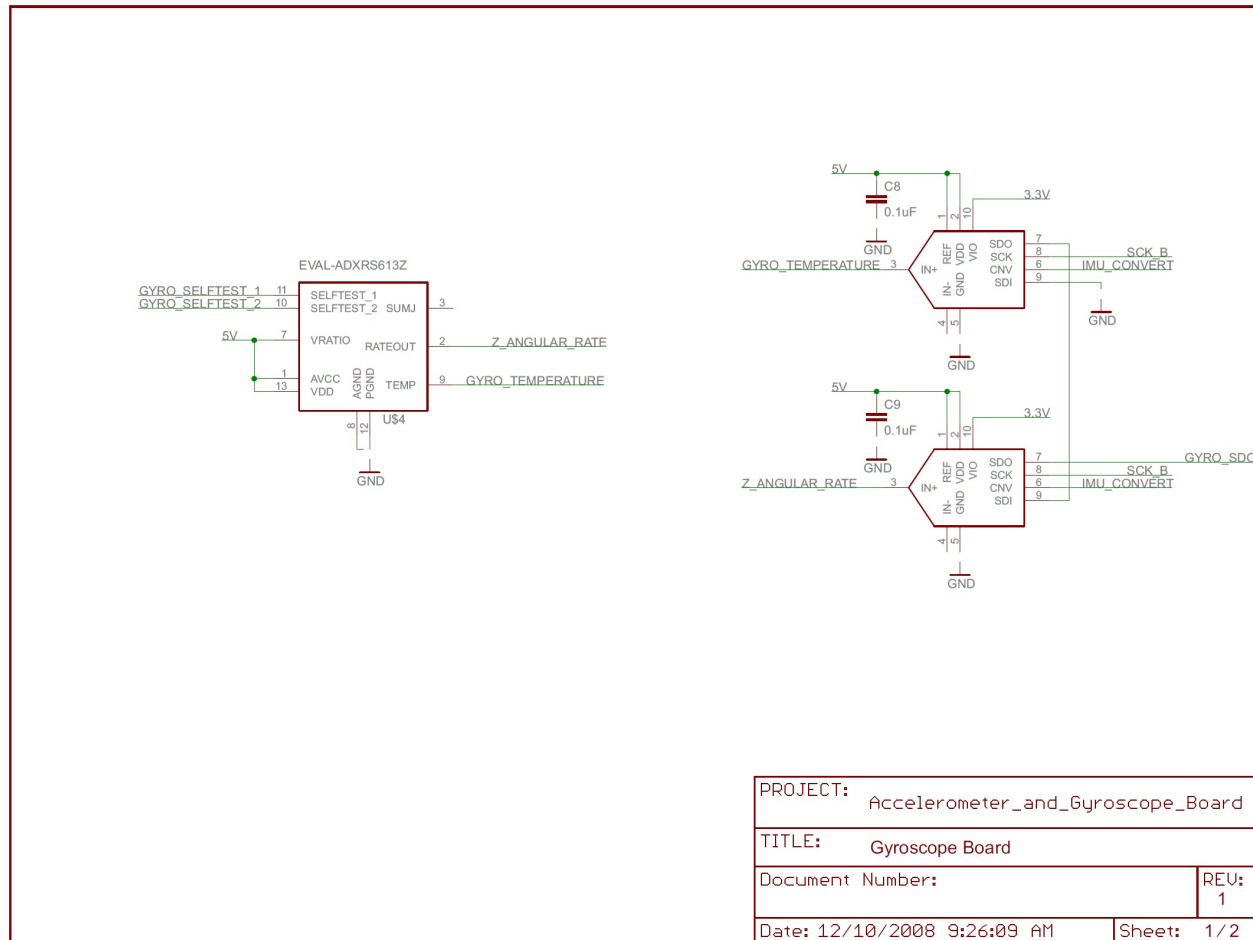 EVAL-ADXRS613Z
GYRO_SELFTEST_1 11 SELFTEST_1
GYRO_SELFTEST_2 10 SELFTEST_2 SUMJ 3
5V 7 VRATIO
RATEOUT 2 Z_ANGULAR_RATE
1 AVCC
13 VDD
AGND
PGND
TEMP 9 GYRO_TEMPERATURE
U$4
8
12
GND
5V
C8
0.1uF
GND
3.3V
1
2
10
GYRO_TEMPERATURE 3 IN+
REF
VDD
VIO
IN-
GND
SDO 7
SCK 8 SCK_B
CNV 6 IMU_CONVERT
SDI 9
GND
4
5
GND
5V
C9
0.1uF
GND
3.3V
1
2
10
Z_ANGULAR_RATE 3 IN+
REF
VDD
VIO
IN-
GND
SDO 7 GYRO_SDO
SCK 8 SCK_B
CNV 6 IMU_CONVERT
SDI 9
4
5
GND
PROJECT: Accelerometer_and_Gyroscope_Board
TITLE: Gyroscope Board
Document Number:
REV:
1
Date: 12/10/2008 9:26:09 AM
Sheet: 1/2